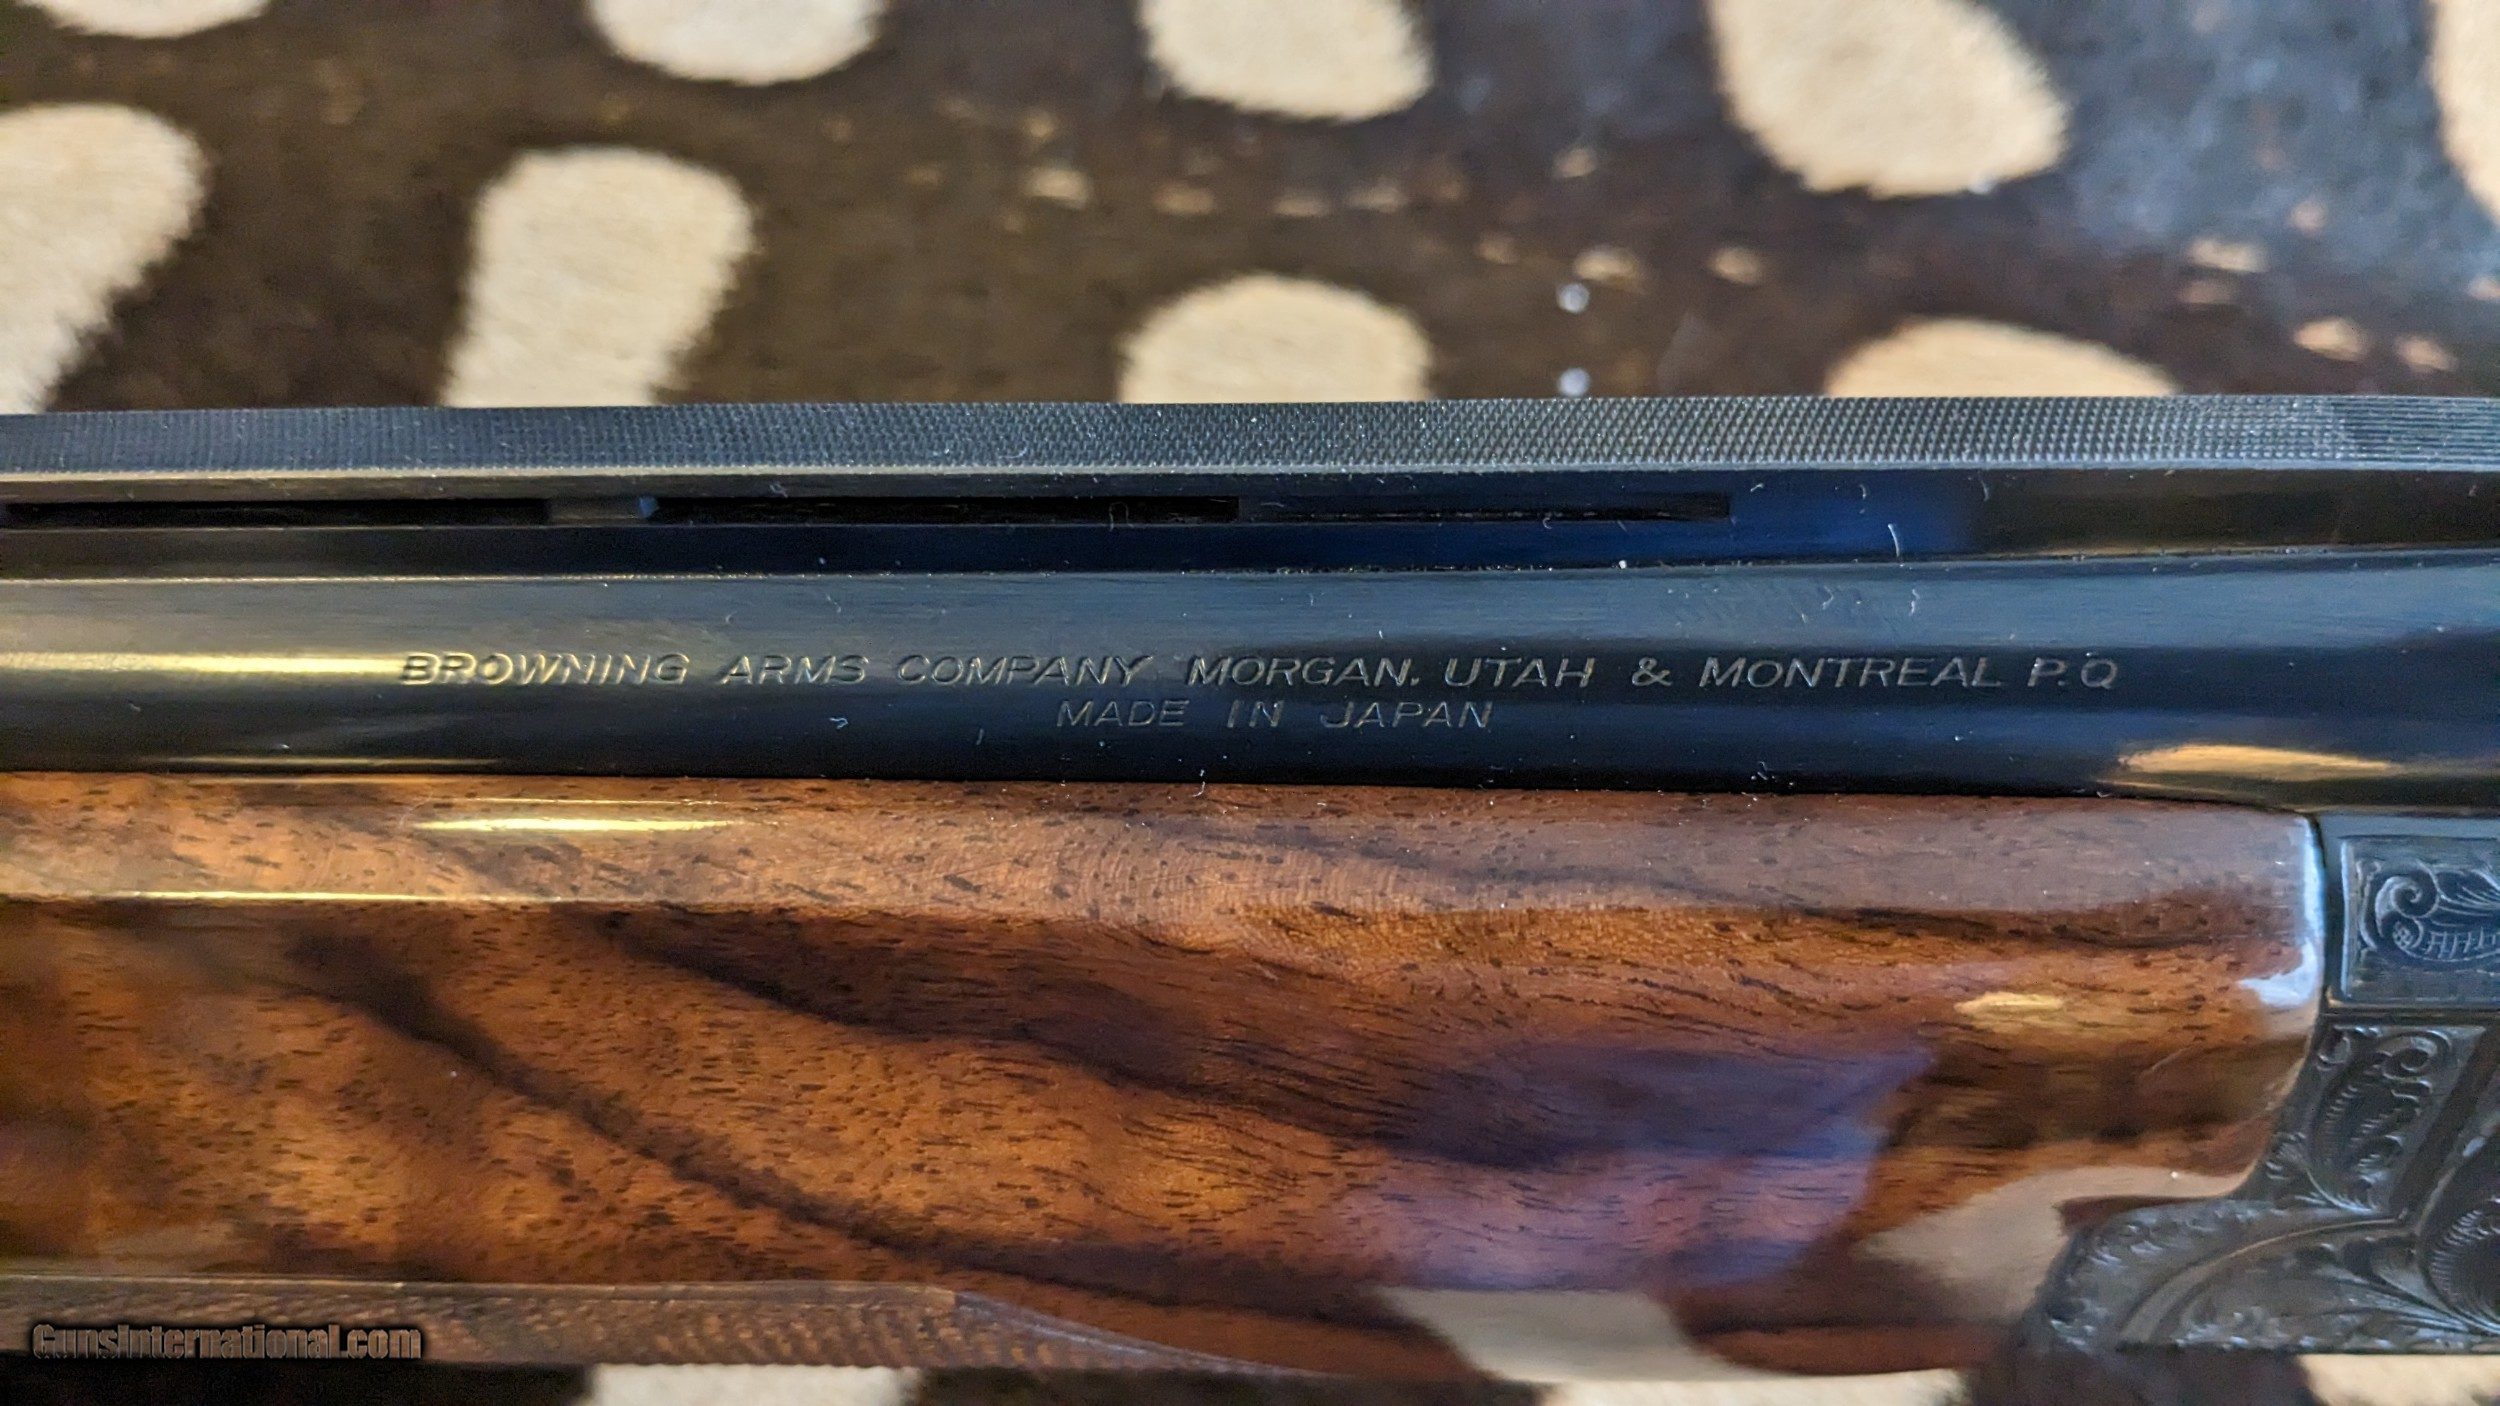 BROWNING ARMS COMPANY MORGAN, UTAH & MONTREAL P.Q
MADE IN JAPAN
GunsInternational.com